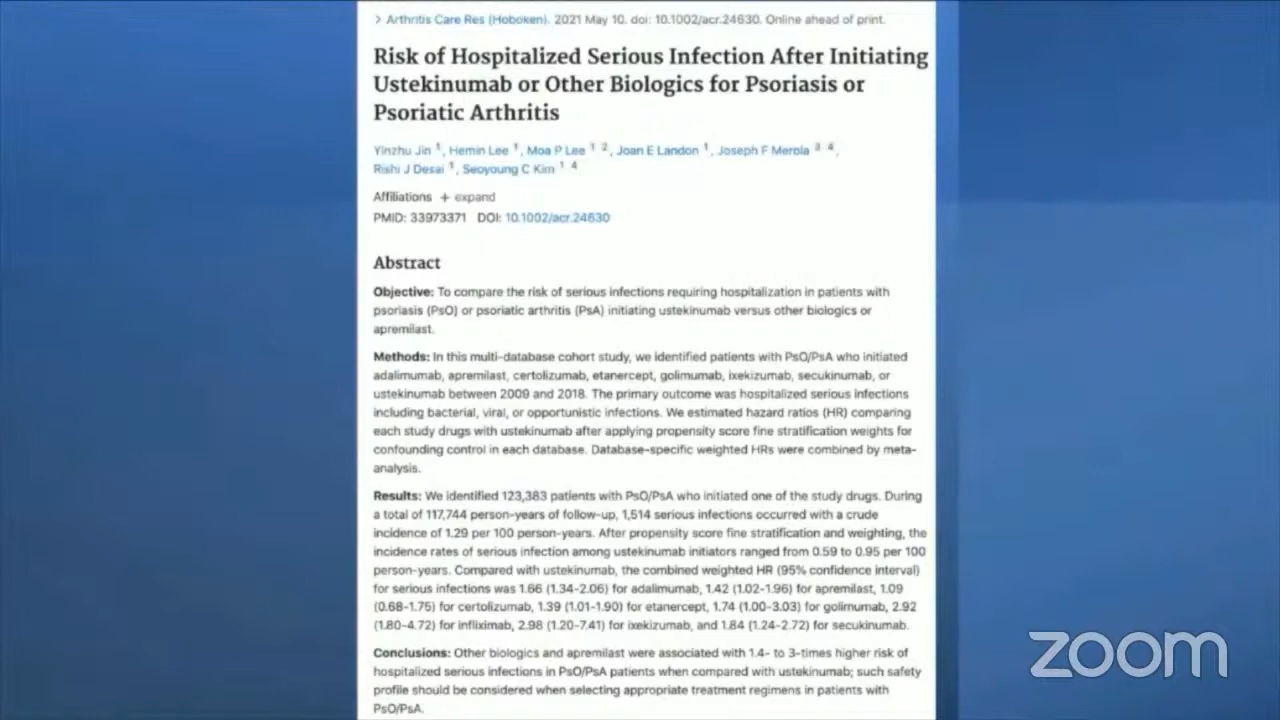 > Arthritis Care Res (Hoboken). 2021 May 10. doi: 10.1002/acr.24630. Online ahead of print.
Risk of Hospitalized Serious Infection After Initiating
Ustekinumab or Other Biologics for Psoriasis or
Psoriatic Arthritis
Yinzhu Jin 1, Hemin Lee 1, Moa P Lee 1 2, Joan E Landon 1, Joseph F Merola 3 4,
Rishi J Desai 1, Seoyoung C Kim 1 4
Affiliations + expand
PMID: 33973371 DOI: 10.1002/acr.24630
Abstract
Objective: To compare the risk of serious infections requiring hospitalization in patients with
psoriasis (PsO) or psoriatic arthritis (PsA) initiating ustekinumab versus other biologics or
apremilast.
Methods: In this multi-database cohort study, we identified patients with PsO/PsA who initiated
adalimumab, apremilast, certolizumab, etanercept, golimumab, ixekizumab, secukinumab, or
ustekinumab between 2009 and 2018. The primary outcome was hospitalized serious infections
including bacterial, viral, or opportunistic infections. We estimated hazard ratios (HR) comparing
each study drugs with ustekinumab after applying propensity score fine stratification weights for
confounding control in each database. Database-specific weighted HRs were combined by meta-
analysis.
Results: We identified 123,383 patients with PsO/PsA who initiated one of the study drugs. During
a total of 117,744 person-years of follow-up, 1,514 serious infections occurred with a crude
incidence of 1.29 per 100 person-years. After propensity score fine stratification and weighting, the
incidence rates of serious infection among ustekinumab initiators ranged from 0.59 to 0.95 per 100
person-years. Compared with ustekinumab, the combined weighted HR (95% confidence interval)
for serious infections was 1.66 (1.34-2.06) for adalimumab, 1.42 (1.02-1.96) for apremilast, 1.09
(0.68-1.75) for certolizumab, 1.39 (1.01-1.90) for etanercept, 1.74 (1.00-3.03) for golimumab, 2.92
(1.80-4.72) for infliximab, 2.98 (1.20-7.41) for ixekizumab, and 1.84 (1.24-2.72) for secukinumab.
Conclusions: Other biologics and apremilast were associated with 1.4- to 3-times higher risk of
hospitalized serious infections in PsO/PsA patients when compared with ustekinumab; such safety
profile should be considered when selecting appropriate treatment regimens in patients with
PsO/PsA.
zoom